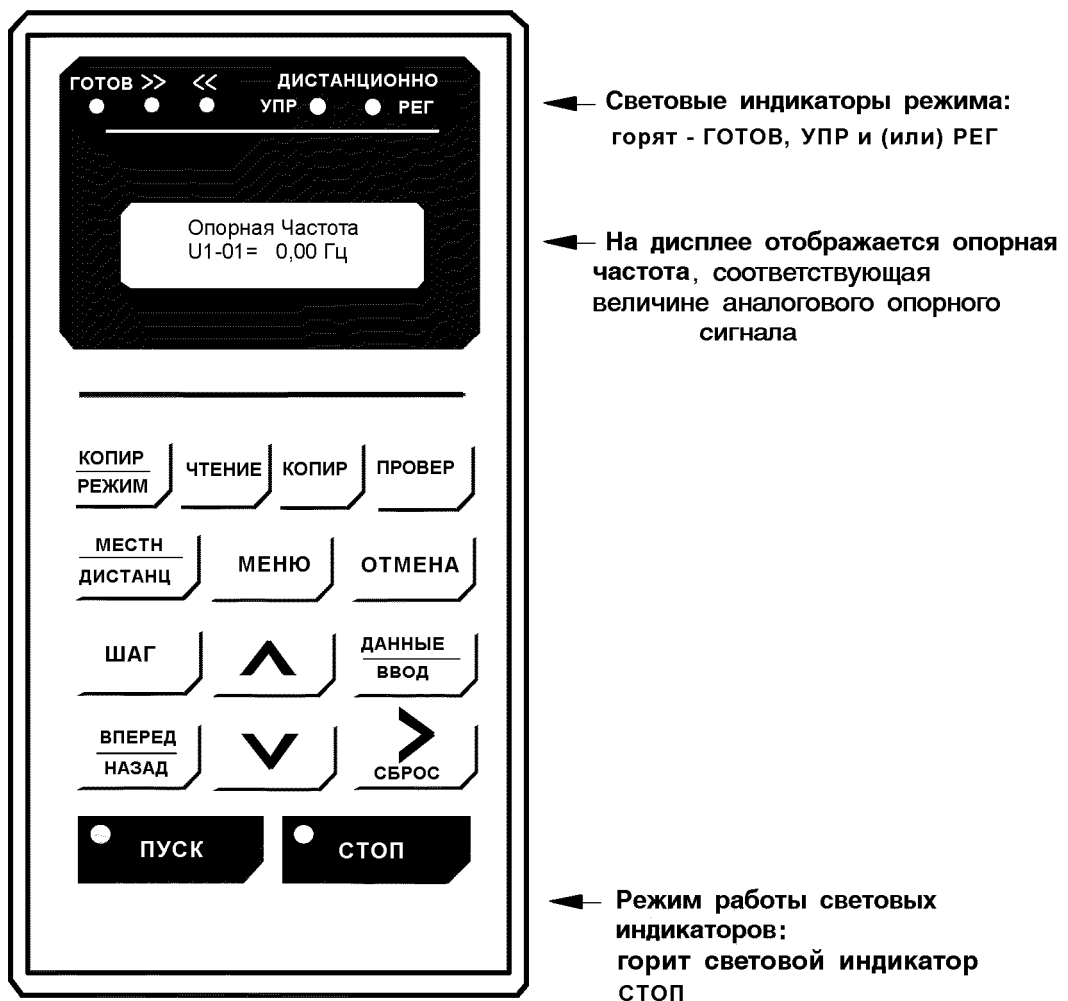 ГОТОВ >> << ДИСТАНЦИОННО
УПР РЕГ
Опорная Частота
U1-01= 0,00 Гц
КОПИР
РЕЖИМ
ЧТЕНИЕ
КОПИР
ПРОВЕР
МЕСТН
ДИСТАНЦ
МЕНЮ
ОТМЕНА
ШАГ
ДАННЫЕ
ВВОД
ВПЕРЕД
НАЗАД
СБРОС
ПУСК
СТОП
Световые индикаторы режима:
горят - ГОТОВ, УПР и (или) РЕГ
На дисплее отображается опорная
частота, соответствующая
величине аналогового опорного
сигнала
Режим работы световых
индикаторов:
горит световой индикатор
СТОП